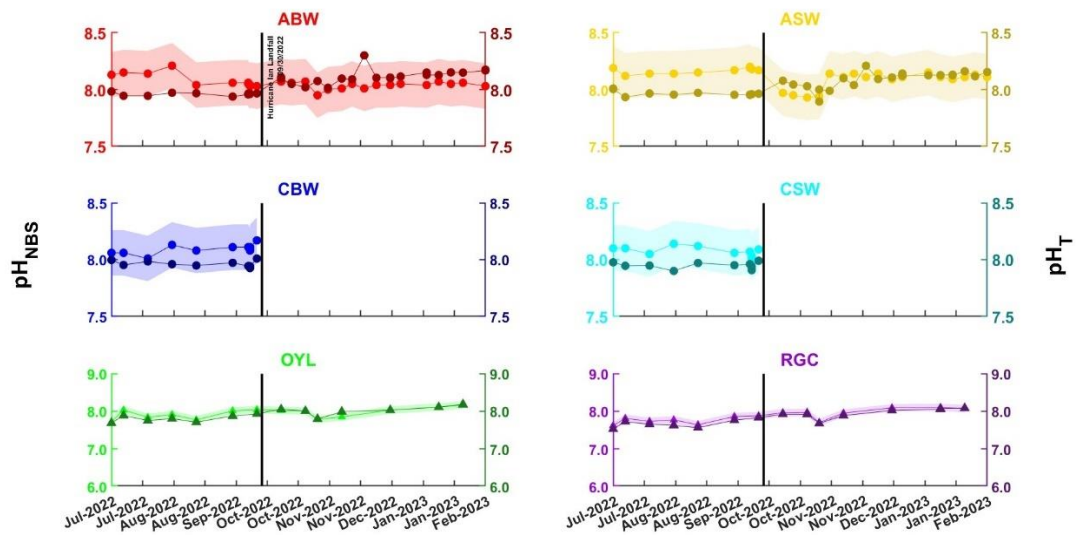 ABW
ASW
8.5
8.0
7.5
Hurricane Ian Landfall
09/30/2022
8.5
8.0
7.5
8.5
8.0
7.5
8.5
8.0
7.5
CBW
CSW
8.5
8.0
7.5
8.5
8.0
7.5
8.5
8.0
7.5
8.5
8.0
7.5
pHNBS
pHT
OYL
RGC
9.0
8.0
7.0
6.0
9.0
8.0
7.0
6.0
9.0
8.0
7.0
6.0
9.0
8.0
7.0
6.0
Jul-2022
Jul-2022
Aug-2022
Aug-2022
Sep-2022
Oct-2022
Oct-2022
Nov-2022
Nov-2022
Dec-2022
Jan-2023
Jan-2023
Feb-2023
Jul-2022
Jul-2022
Aug-2022
Aug-2022
Sep-2022
Oct-2022
Oct-2022
Nov-2022
Nov-2022
Dec-2022
Jan-2023
Jan-2023
Feb-2023